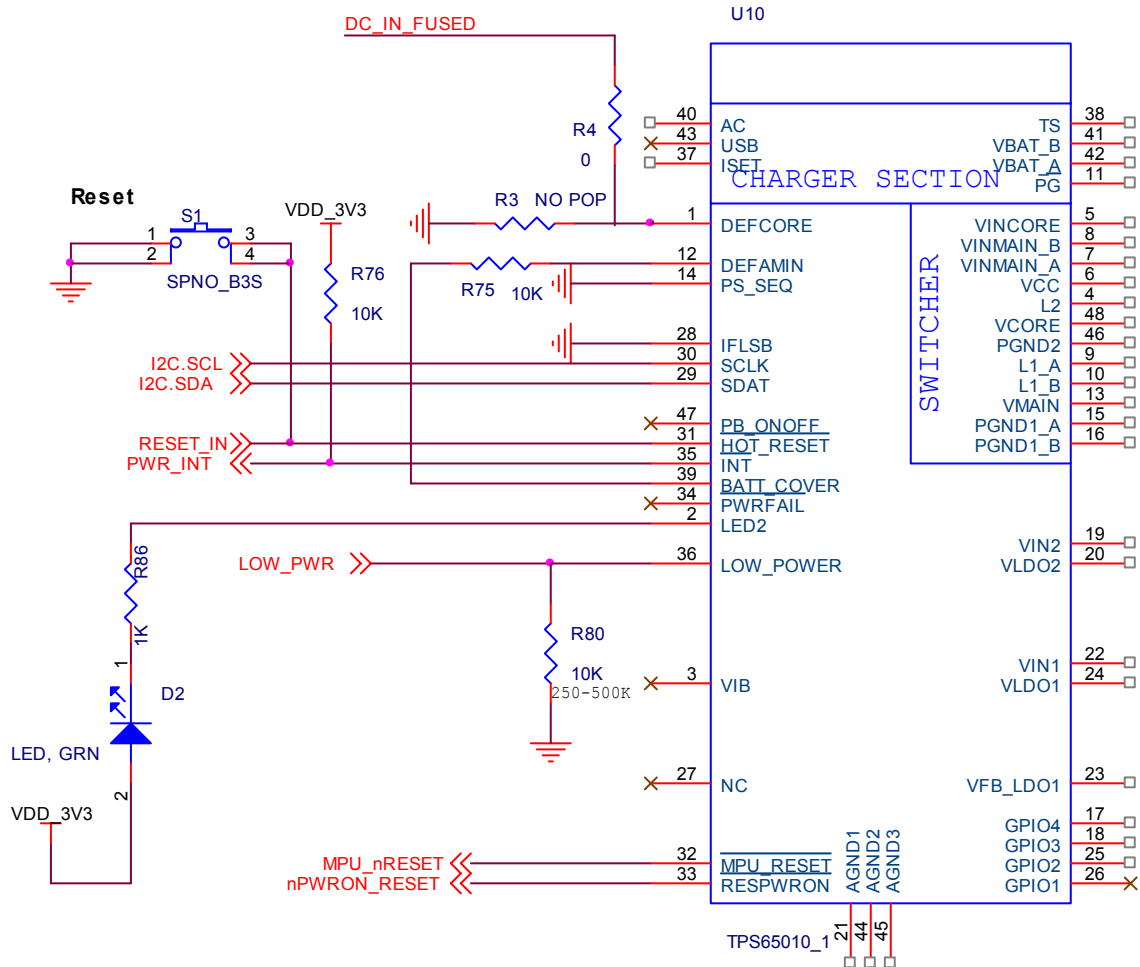 U10
DC_IN_FUSED
R4
0
40 AC
43 USB
37 ISET
TS 38
VBAT_B 41
VBAT_A 42
PG 11
CHARGER SECTION
Reset
S1
1 3
2 4
SPNO_B3S
VDD_3V3
R76
10K
R3 NO POP
1 DEFCORE
R75 10K
12 DEFAMIN
14 PS_SEQ
28 IFLSB
I2C.SCL 30 SCLK
I2C.SDA 29 SDAT
47 PB_ONOFF
RESET_IN 31 HOT_RESET
PWR_INT 35 INT
39 BATT_COVER
34 PWRFAIL
2 LED2
LOW_PWR 36 LOW_POWER
R80
10K
250-500K
3 VIB
27 NC
MPU_nRESET 32 MPU_RESET
nPWRON_RESET 33 RESPWRON
SWITCHER
VINCORE 5
VINMAIN_B 8
VINMAIN_A 7
VCC 6
L2 4
VCORE 48
PGND2 46
L1_A 9
L1_B 10
VMAIN 13
PGND1_A 15
PGND1_B 16
VIN2 19
VLDO2 20
VIN1 22
VLDO1 24
VFB_LDO1 23
GPIO4 17
GPIO3 18
GPIO2 25
GPIO1 26
AGND1 21
AGND2 44
AGND3 45
TPS65010_1
R86
1K
1
D2
LED, GRN
2
VDD_3V3